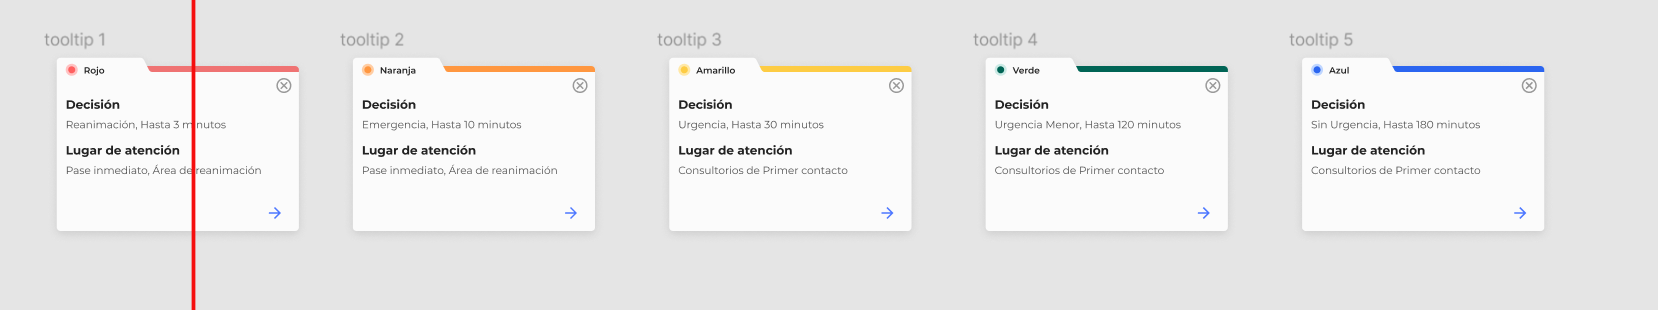 tooltip 1
Rojo
Decisión
Reanimación, Hasta 3 minutos
Lugar de atención
Pase inmediato, Área de reanimación
tooltip 2
Naranja
Decisión
Emergencia, Hasta 10 minutos
Lugar de atención
Pase inmediato, Área de reanimación
tooltip 3
Amarillo
Decisión
Urgencia, Hasta 30 minutos
Lugar de atención
Consultorios de Primer contacto
tooltip 4
Verde
Decisión
Urgencia Menor, Hasta 120 minutos
Lugar de atención
Consultorios de Primer contacto
tooltip 5
Azul
Decisión
Sin Urgencia, Hasta 180 minutos
Lugar de atención
Consultorios de Primer contacto